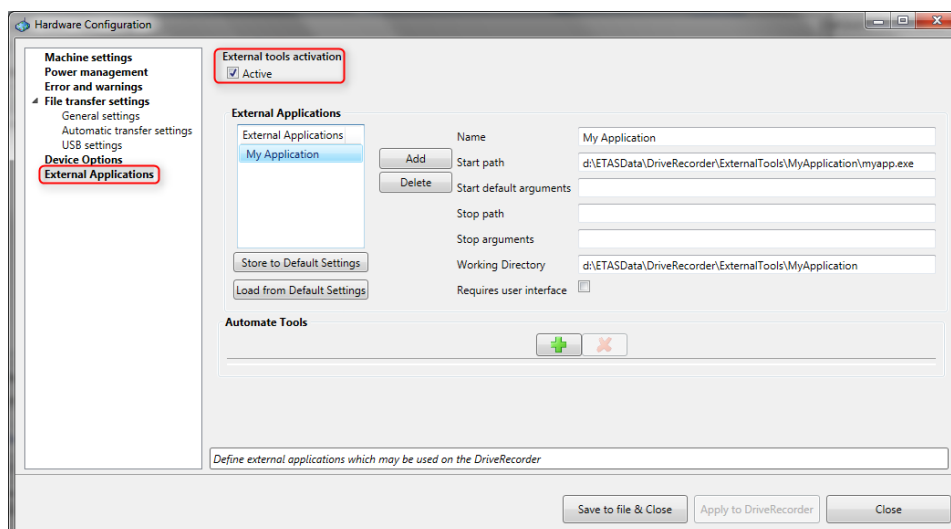 Hardware Configuration
Machine settings
Power management
Error and warnings
File transfer settings
General settings
Automatic transfer settings
USB settings
Device Options
External Applications
External tools activation
Active
External Applications
External Applications
My Application
Add
Delete
Store to Default Settings
Load from Default Settings
Name
My Application
Start path
d:\ETASData\DriveRecorder\ExternalTools\MyApplication\myapp.exe
Start default arguments
Stop path
Stop arguments
Working Directory
d:\ETASData\DriveRecorder\ExternalTools\MyApplication
Requires user interface
Automate Tools
Define external applications which may be used on the DriveRecorder
Save to file & Close
Apply to DriveRecorder
Close